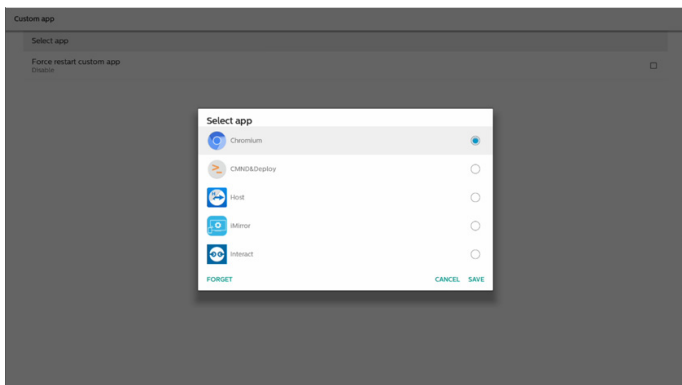 Custom app
Select app
Force restart custom app
Disable
Select app
Chromium
CMND&Deploy
Host
iMirror
Interact
FORGET CANCEL SAVE